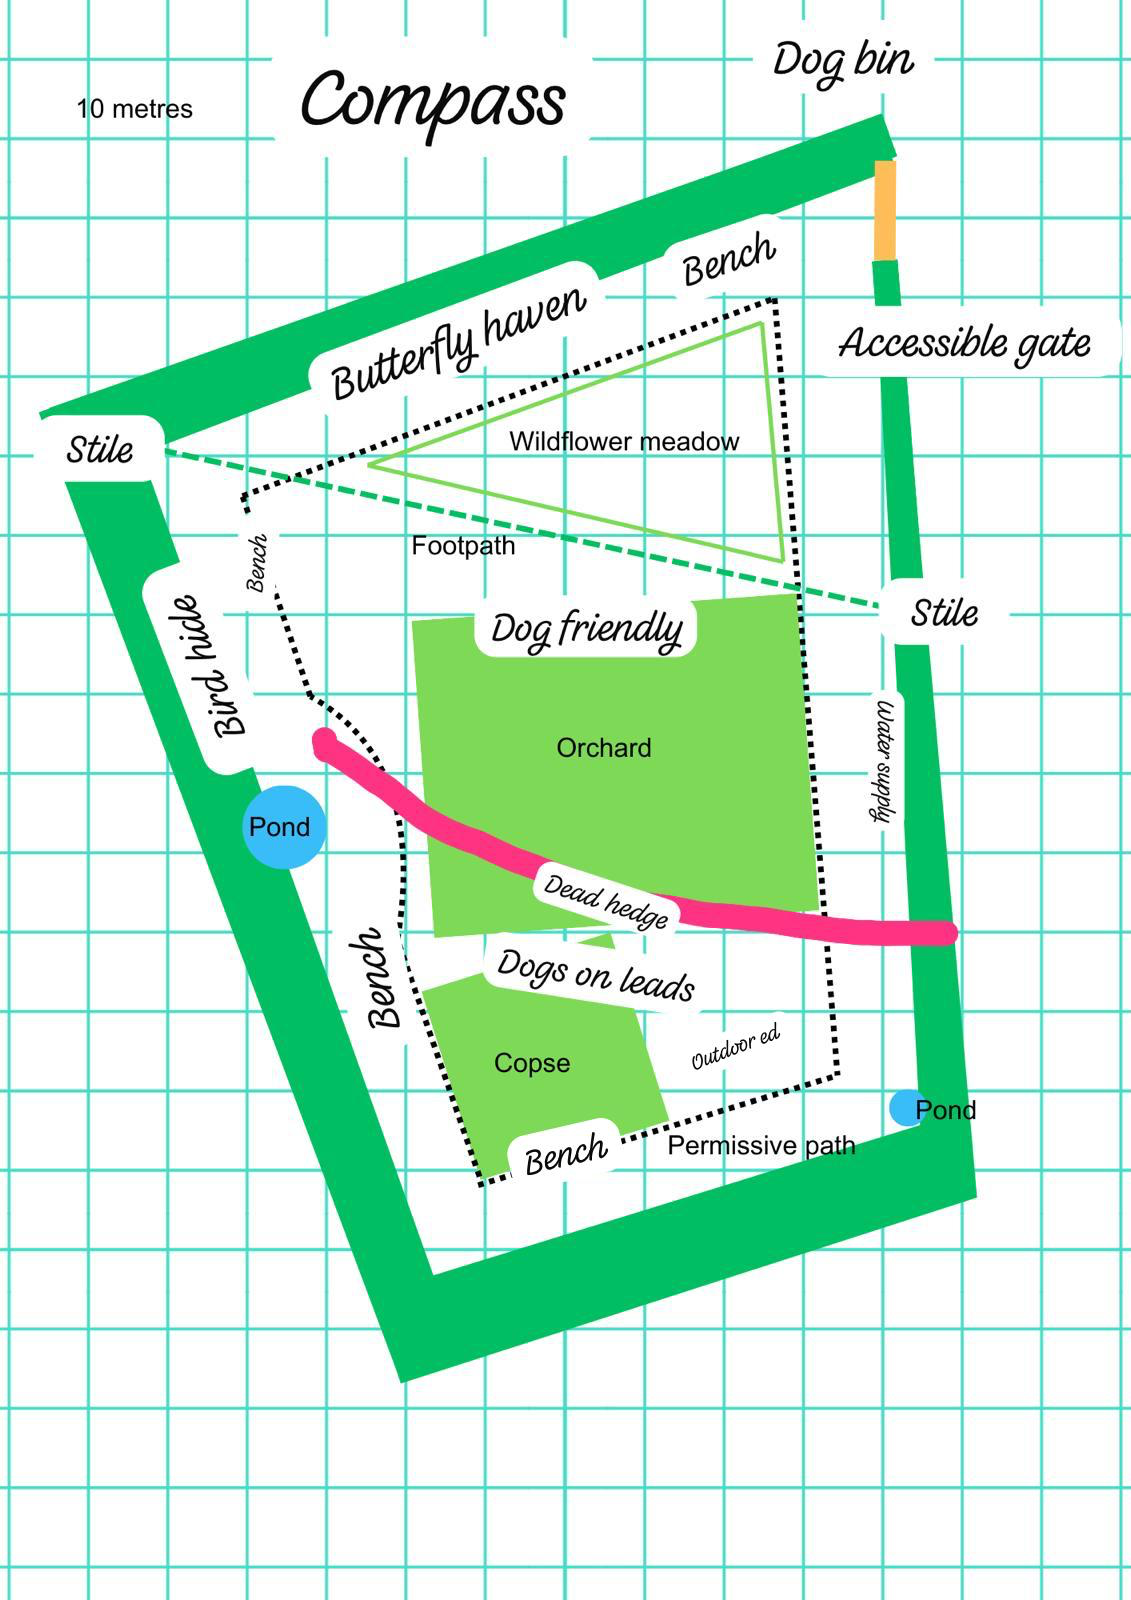 Dog bin
10 metres
Compass
Bench
Butterfly haven
Accessible gate
Wildflower meadow
Stile
Footpath
Bench
Stile
Dog friendly
Bird hide
Water supply
Orchard
Pond
Dead hedge
Bench
Dogs on leads
Outdoor ed
Copse
Pond
Bench
Permissive path